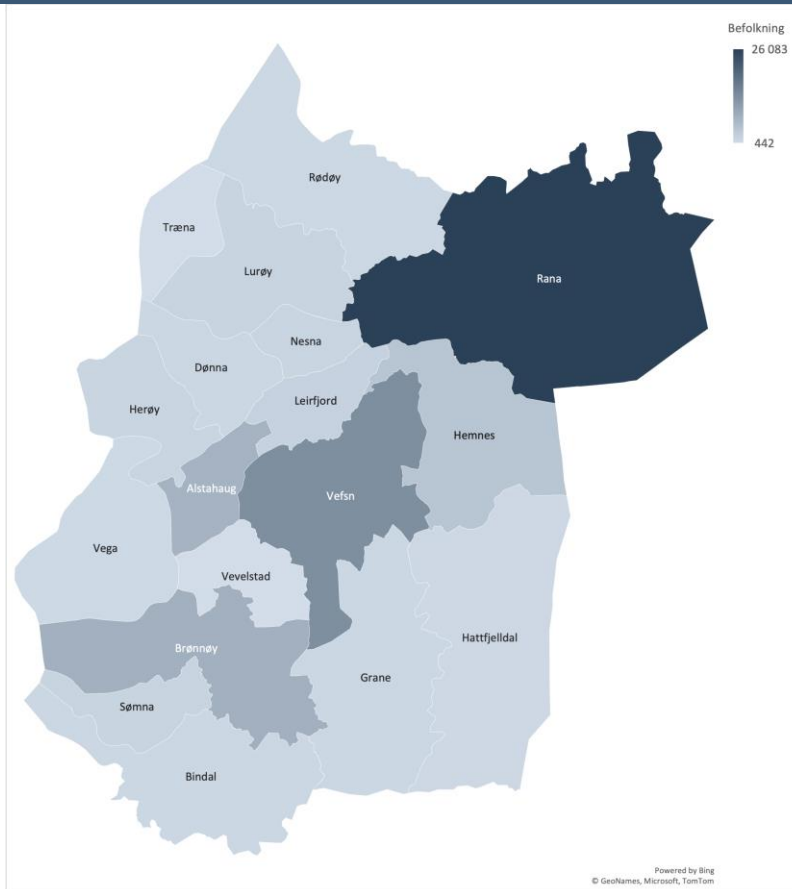 Befolkning
26 083
442
Rødøy
Træna
Lurøy
Rana
Nesna
Dønna
Leirfjord
Herøy
Hemnes
Alstahaug
Vefsn
Vega
Vevelstad
Hattfjelldal
Brønnøy
Grane
Sømna
Bindal
Powered by Bing
© GeoNames, Microsoft, TomTom